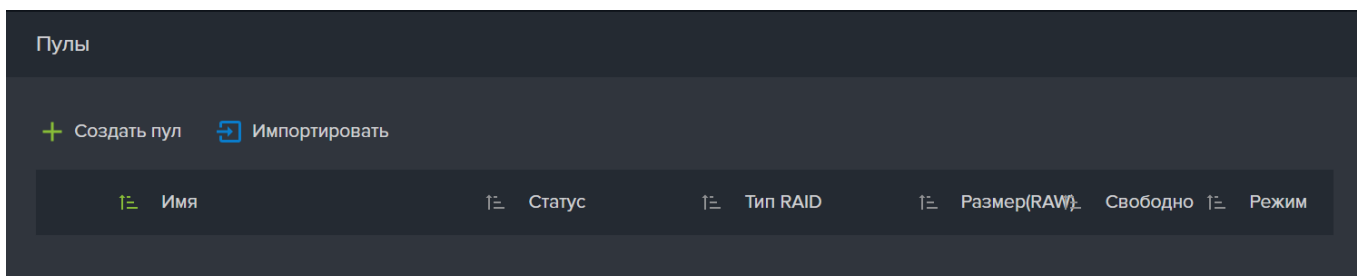 Пулы
Создать пул Импортировать
Имя Статус Тип RAID Размер(RAW) Свободно Режим